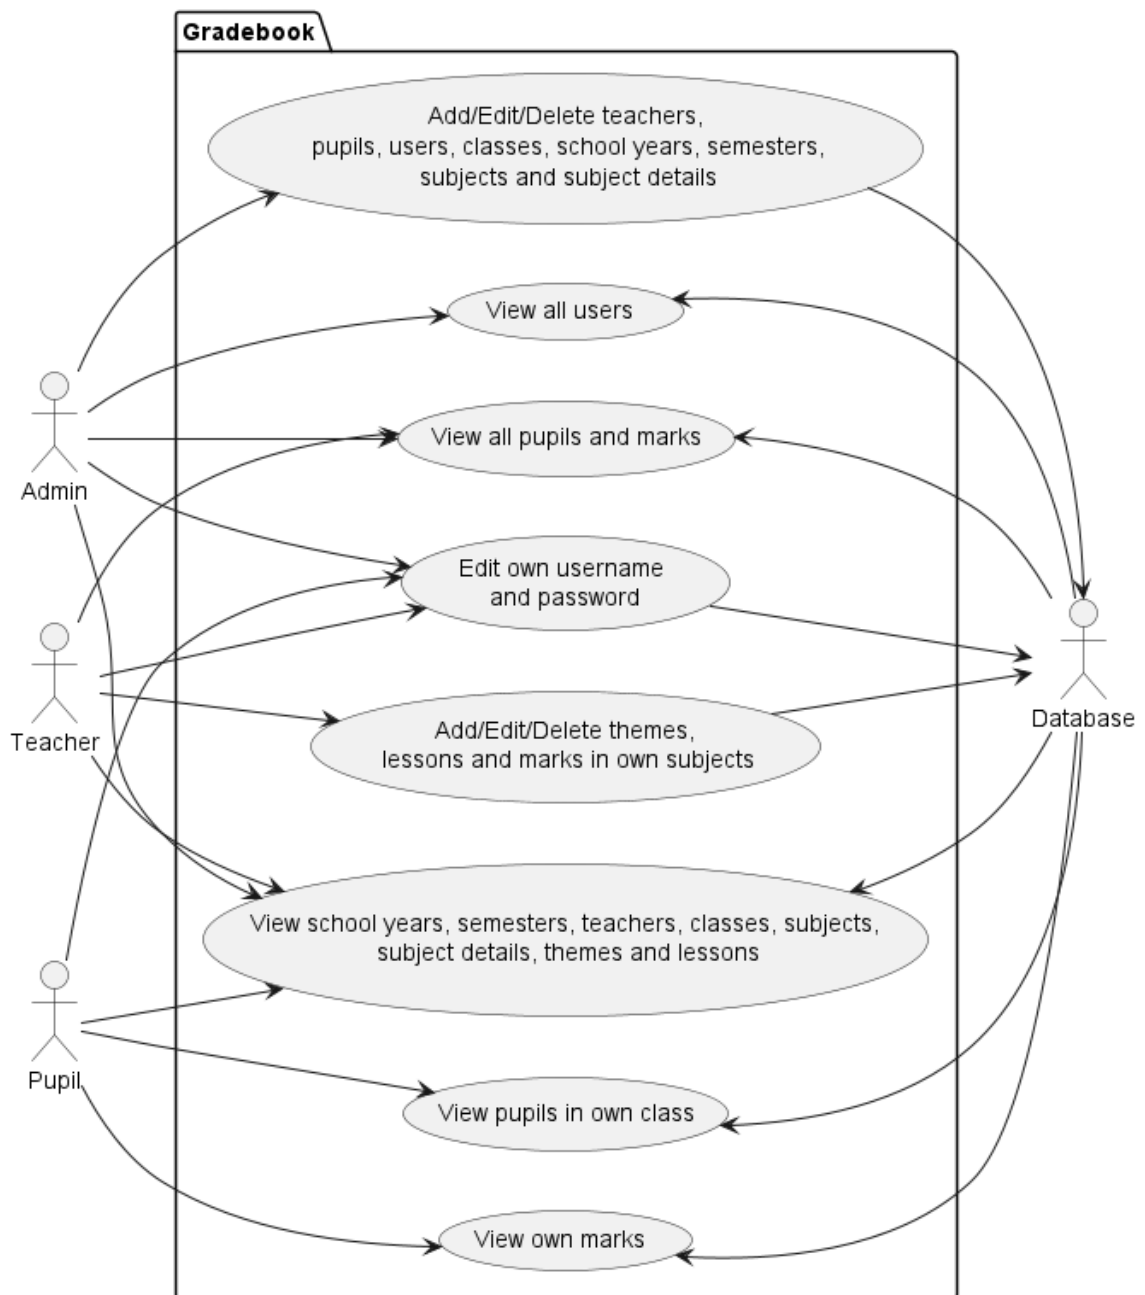 Gradebook
Add/Edit/Delete teachers,
pupils, users, classes, school years, semesters,
subjects and subject details
View all users
View all pupils and marks
Admin
Edit own username
and password
Teacher
Database
Add/Edit/Delete themes,
lessons and marks in own subjects
View school years, semesters, teachers, classes, subjects,
subject details, themes and lessons
Pupil
View pupils in own class
View own marks